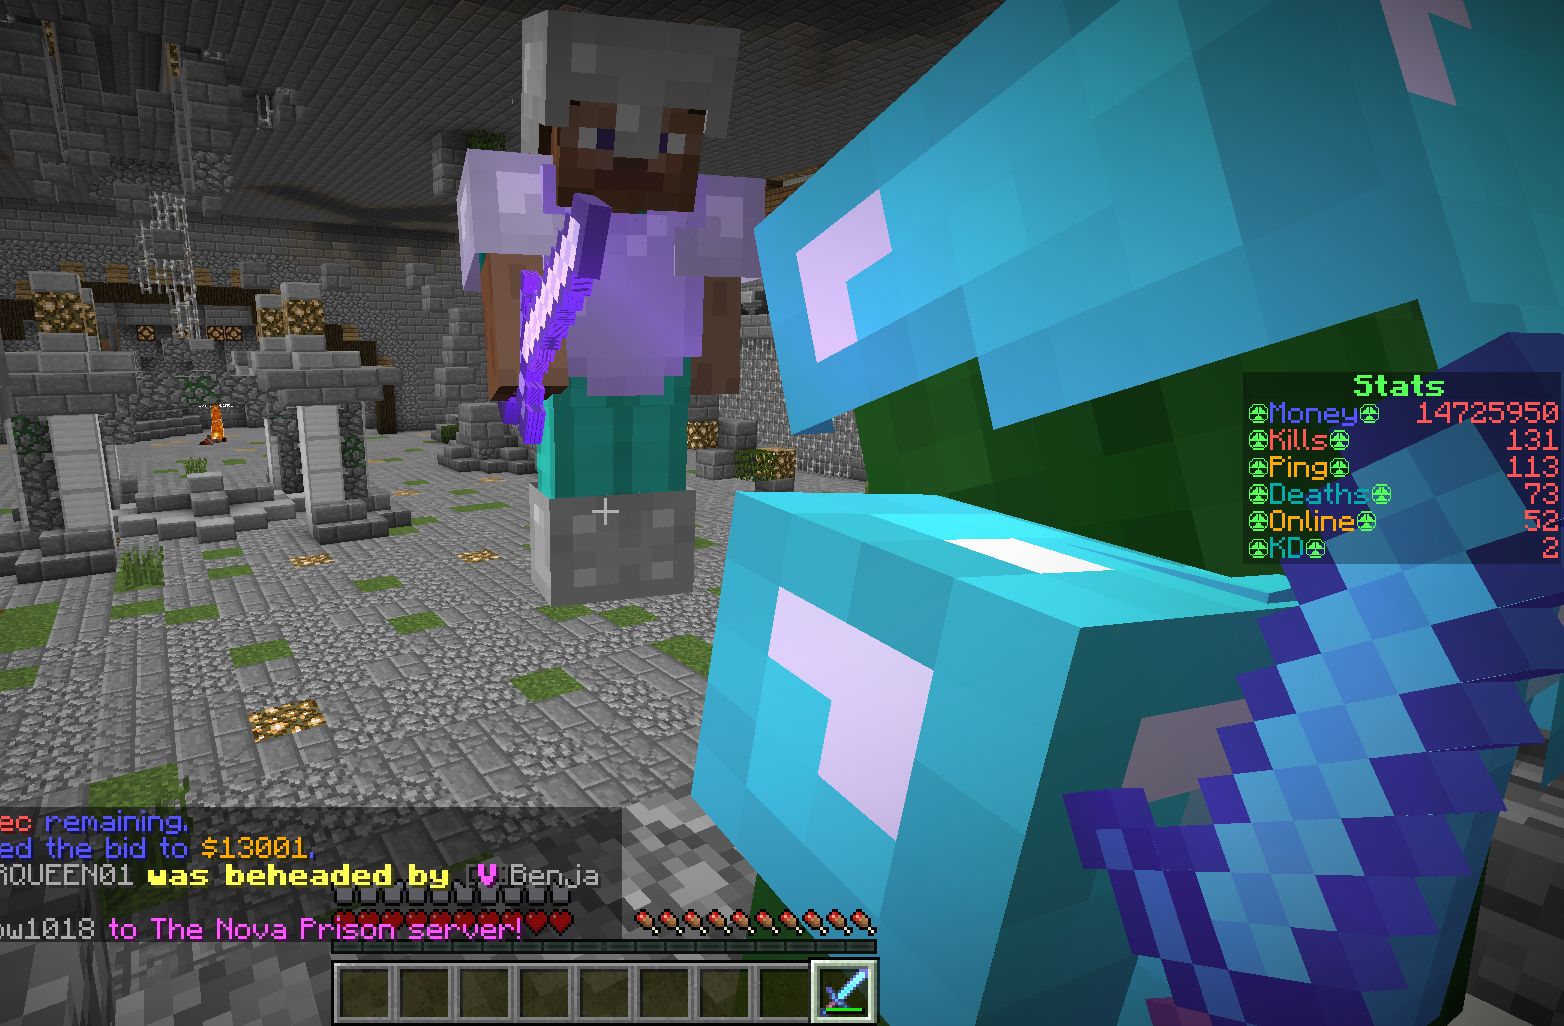 Stats
Money 14725950
Kills 131
Ping 113
Deaths 73
Online 52
KD 2
ec remaining.
ed the bid to $13001.
RQUEEN01 was beheaded by [V] Benja
ow1018 to The Nova Prison server!